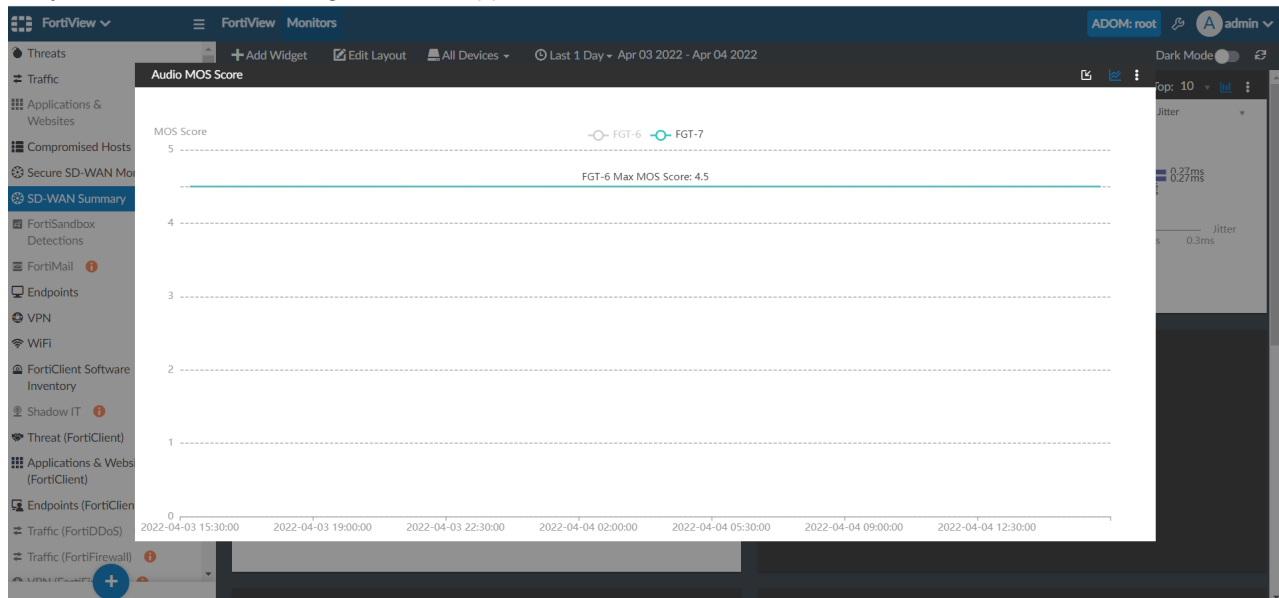 FortiView
FortiView Monitors
ADOM: root
A admin
Threats
Traffic
Applications &
Websites
Compromised Hosts
Secure SD-WAN Mor
SD-WAN Summary
FortiSandbox
Detections
FortiMail
Endpoints
VPN
WiFi
FortiClient Software
Inventory
Shadow IT
Threat (FortiClient)
Applications & Websi
(FortiClient)
Endpoints (FortiClien
Traffic (FortiDDoS)
Traffic (FortiFirewall)
Add Widget Edit Layout All Devices Last 1 Day Apr 03 2022 - Apr 04 2022
Dark Mode
Audio MOS Score
Top: 10
Jitter
0.27ms
0.27ms
Jitter
0.3ms
MOS Score
FGT-6 FGT-7
5
FGT-6 Max MOS Score: 4.5
4
3
2
1
0
2022-04-03 15:30:00 2022-04-03 19:00:00 2022-04-03 22:30:00 2022-04-04 02:00:00 2022-04-04 05:30:00 2022-04-04 09:00:00 2022-04-04 12:30:00